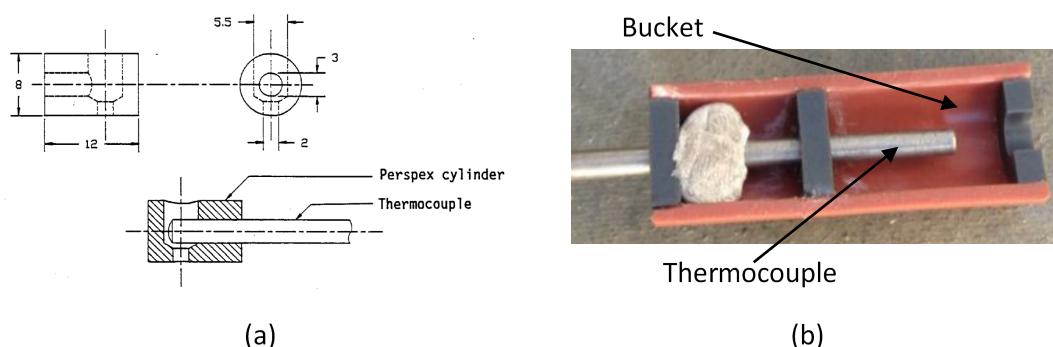 5.5
3
8
12
2
Perspex cylinder
Thermocouple
Bucket
Thermocouple
(a)
(b)